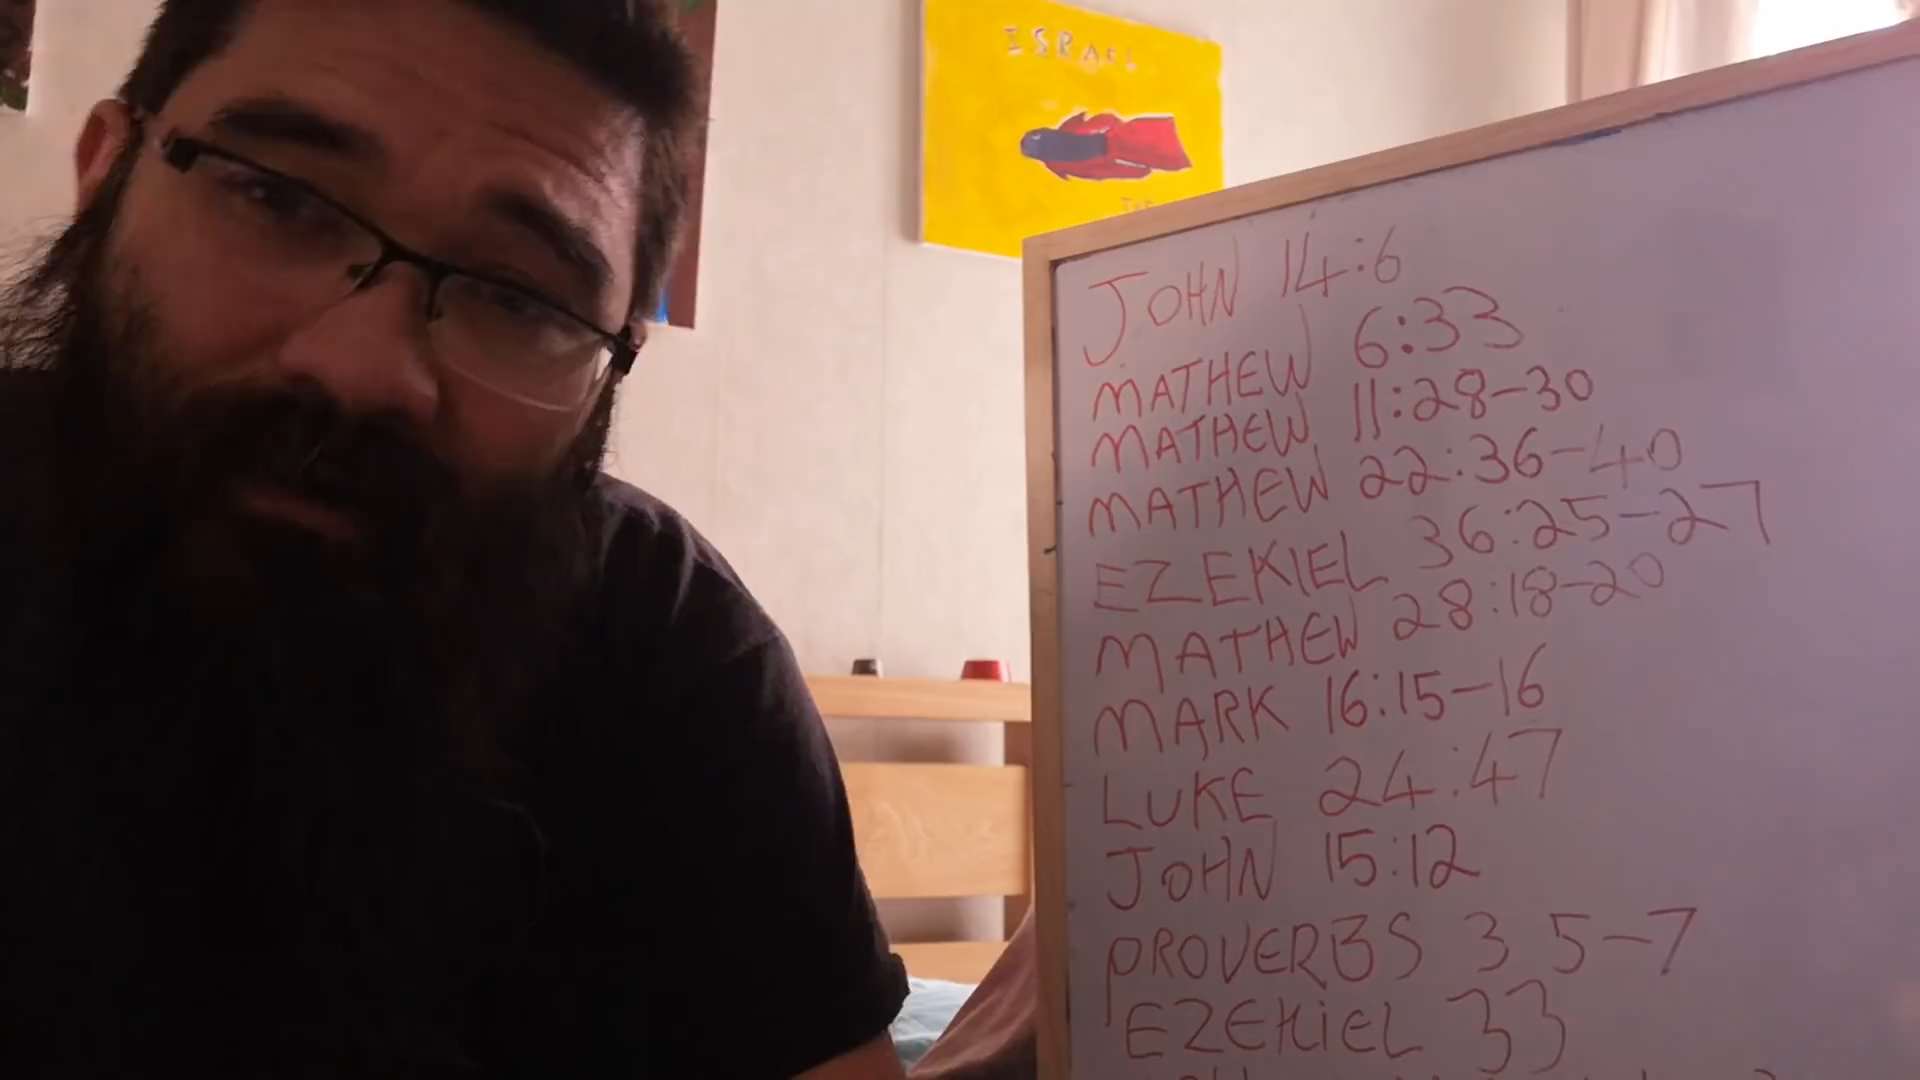 ISRAEL
JOHN 14:6
MATHEW 6:33
MATHEW 11:28-30
MATHEW 22:36-40
EZEKIEL 36:25-27
MATHEW 28:18-20
MARK 16:15-16
LUKE 24:47
JOHN 15:12
PROVERBS 3 5-7
EZEKIEL 33